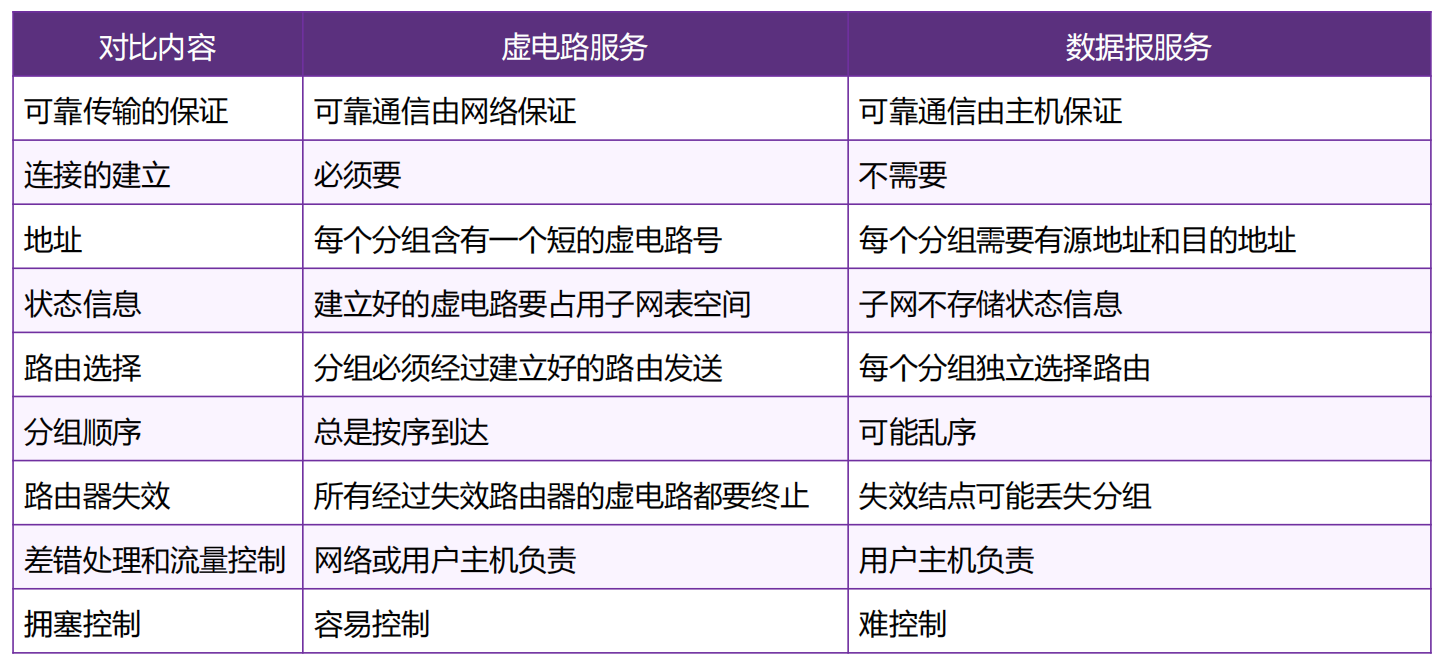 对比内容 虚电路服务 数据报服务
可靠传输的保证 可靠通信由网络保证 可靠通信由主机保证
连接的建立 必须要 不需要
地址 每个分组含有一个短的虚电路号 每个分组需要有源地址和目的地址
状态信息 建立好的虚电路要占用子网表空间 子网不存储状态信息
路由选择 分组必须经过建立好的路由发送 每个分组独立选择路由
分组顺序 总是按序到达 可能乱序
路由器失效 所有经过失效路由器的虚电路都要终止 失效结点可能丢失分组
差错处理和流量控制 网络或用户主机负责 用户主机负责
拥塞控制 容易控制 难控制